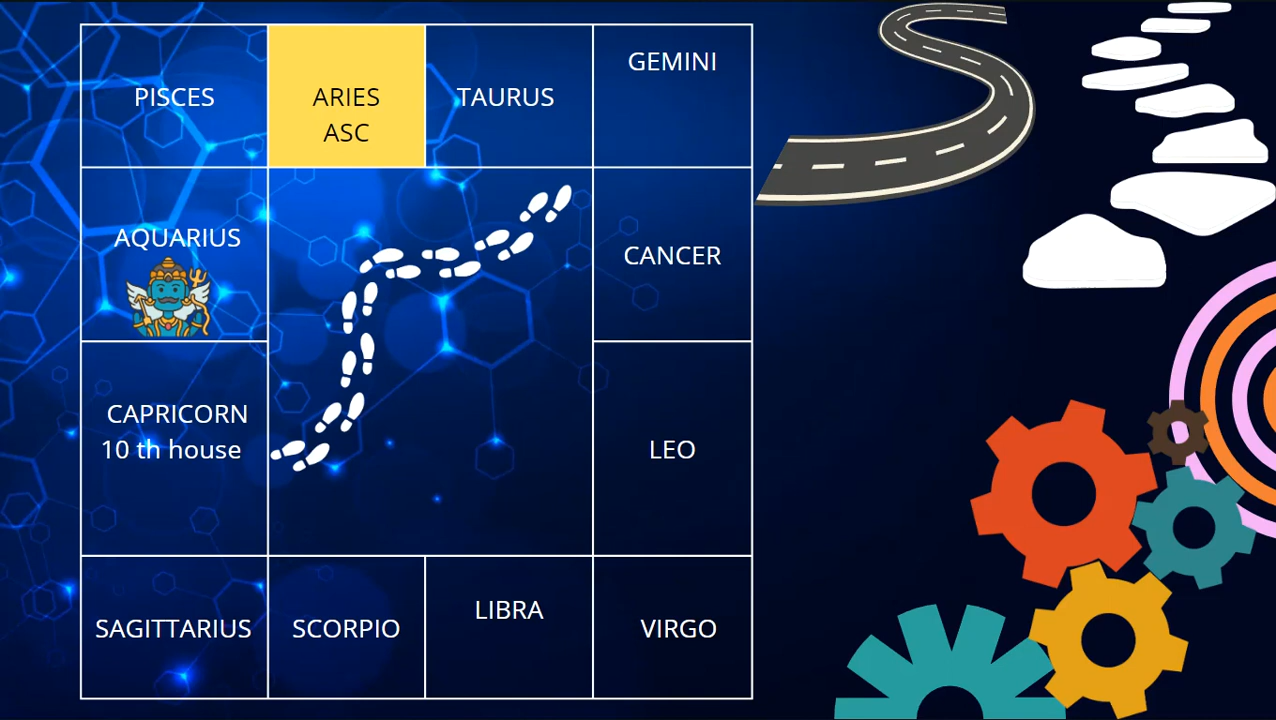 PISCES
ARIES
ASC
TAURUS
GEMINI
AQUARIUS
CANCER
CAPRICORN
10 th house
LEO
SAGITTARIUS
SCORPIO
LIBRA
VIRGO